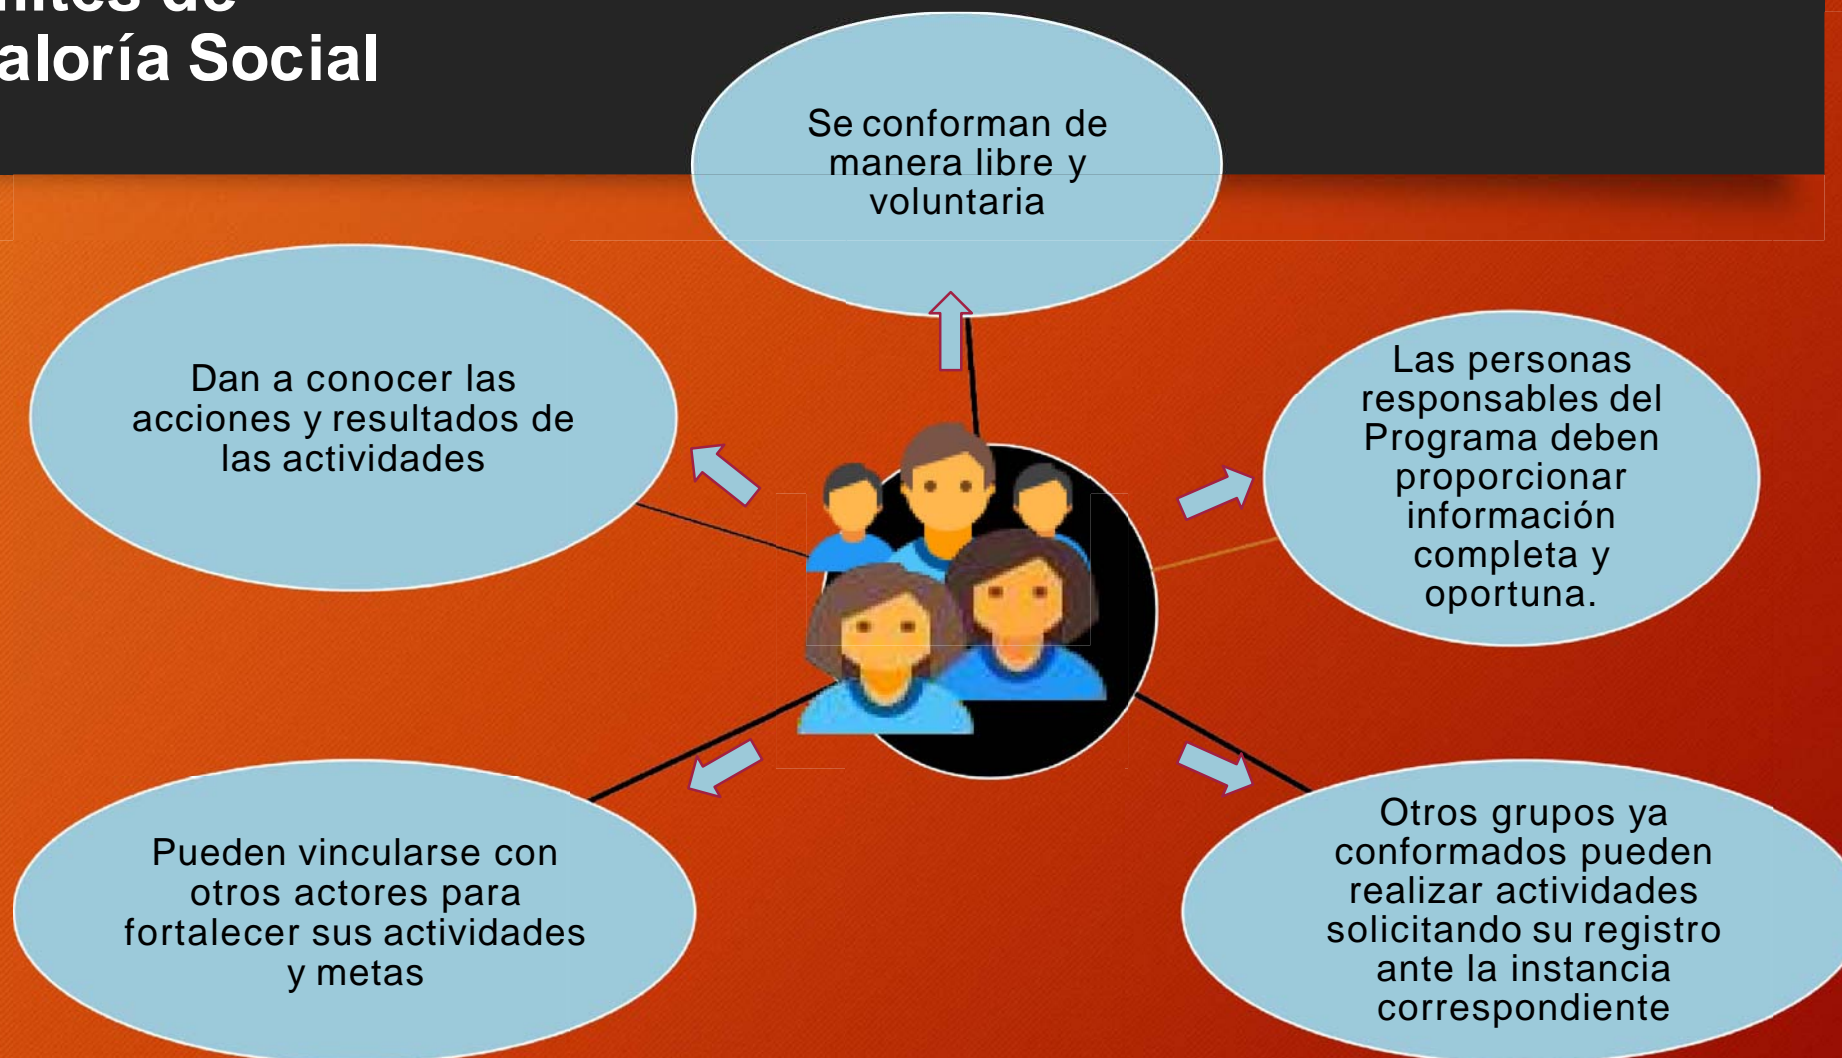 mités de
aloría Social
Se conforman de
manera libre y
voluntaria
Dan a conocer las
acciones y resultados de
las actividades
Las personas
responsables del
Programa deben
proporcionar
información
completa y
oportuna.
Pueden vincularse con
otros actores para
fortalecer sus actividades
y metas
Otros grupos ya
conformados pueden
realizar actividades
solicitando su registro
ante la instancia
correspondiente